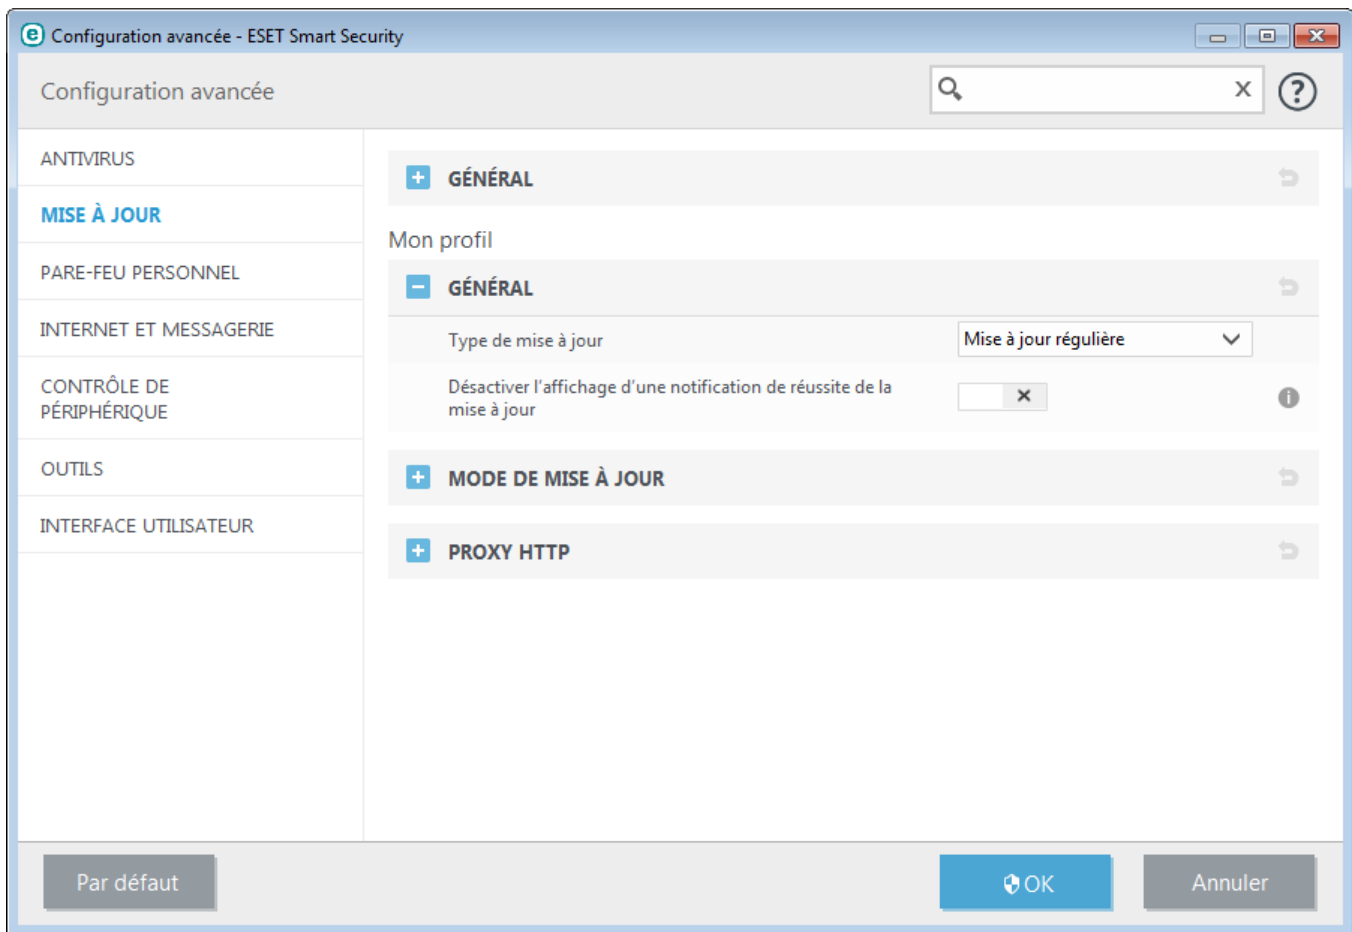 Configuration avancée - ESET Smart Security
Configuration avancée
ANTIVIRUS
MISE À JOUR
PARE-FEU PERSONNEL
INTERNET ET MESSAGERIE
CONTRÔLE DE
PÉRIPHÉRIQUE
OUTILS
INTERFACE UTILISATEUR
GÉNÉRAL
Mon profil
GÉNÉRAL
Type de mise à jour
Mise à jour régulière
Désactiver l'affichage d'une notification de réussite de la
mise à jour
MODE DE MISE À JOUR
PROXY HTTP
Par défaut
OK
Annuler